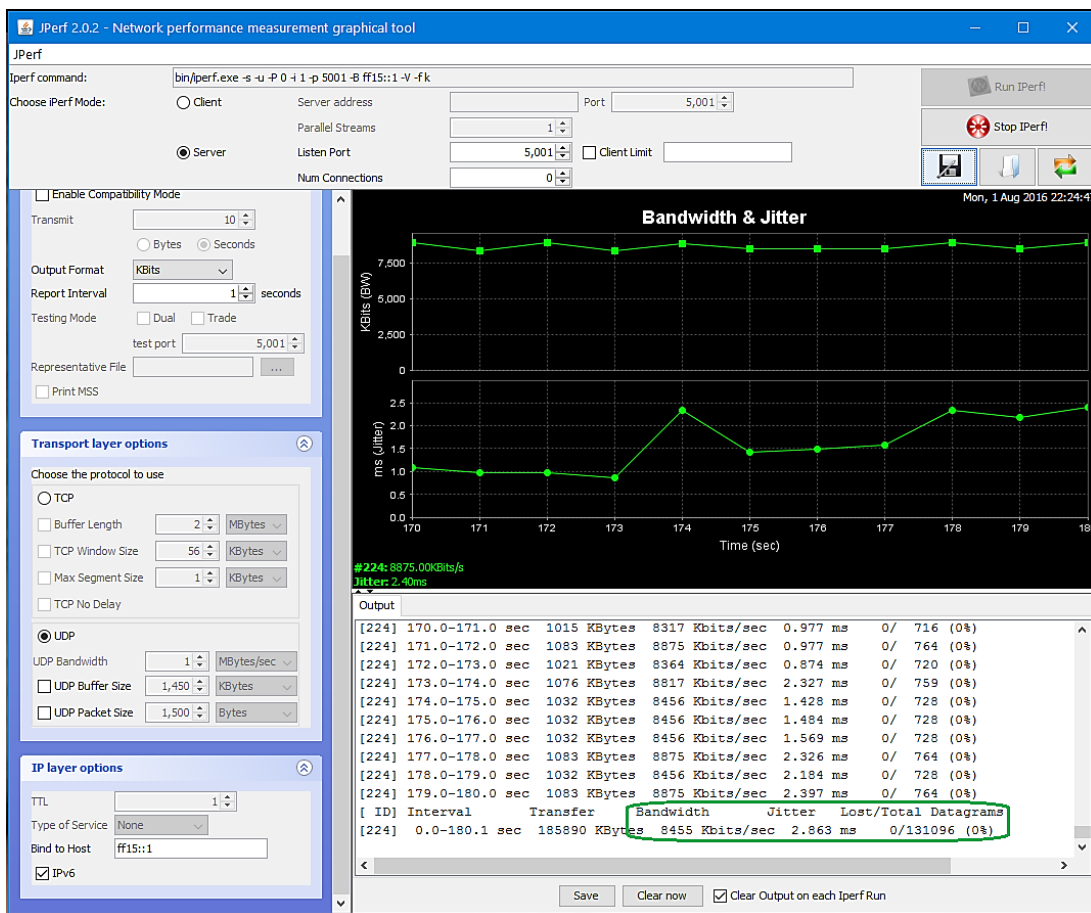 JPerf 2.0.2 - Network performance measurement graphical tool
JPerf
Iperf command: bin/iperf.exe -s -u -P 0 -i 1 -p 5001 -B ff15::1 -V -f k
Choose iPerf Mode: Client Server address Port 5,001
Parallel Streams 1
Server Listen Port 5,001 Client Limit
Num Connections 0
Run IPerf!
Stop IPerf!
Enable Compatibility Mode
Transmit 10
Bytes Seconds
Output Format KBits
Report Interval 1 seconds
Testing Mode Dual Trade
test port 5,001
Representative File ...
Print MSS
Transport layer options
Choose the protocol to use
TCP
Buffer Length 2 MBytes
TCP Window Size 56 KBytes
Max Segment Size 1 KBytes
TCP No Delay
UDP
UDP Bandwidth 1 MBytes/sec
UDP Buffer Size 1,450 KBytes
UDP Packet Size 1,500 Bytes
IP layer options
TTL 1
Type of Service None
Bind to Host ff15::1
IPv6
Mon, 1 Aug 2016 22:24:4
Bandwidth & Jitter
KBits (BW)
7,500
5,000
2,500
0
ms (Jitter)
2.5
2.0
1.5
1.0
0.5
0.0
170 171 172 173 174 175 176 177 178 179 18
Time (sec)
#224: 8875.00KBits/s
Jitter: 2.40ms
Output
[224] 170.0-171.0 sec 1015 KBytes 8317 Kbits/sec 0.977 ms 0/ 716 (0%)
[224] 171.0-172.0 sec 1083 KBytes 8875 Kbits/sec 0.977 ms 0/ 764 (0%)
[224] 172.0-173.0 sec 1021 KBytes 8364 Kbits/sec 0.874 ms 0/ 720 (0%)
[224] 173.0-174.0 sec 1076 KBytes 8817 Kbits/sec 2.327 ms 0/ 759 (0%)
[224] 174.0-175.0 sec 1032 KBytes 8456 Kbits/sec 1.428 ms 0/ 728 (0%)
[224] 175.0-176.0 sec 1032 KBytes 8456 Kbits/sec 1.484 ms 0/ 728 (0%)
[224] 176.0-177.0 sec 1032 KBytes 8456 Kbits/sec 1.569 ms 0/ 728 (0%)
[224] 177.0-178.0 sec 1083 KBytes 8875 Kbits/sec 2.326 ms 0/ 764 (0%)
[224] 178.0-179.0 sec 1032 KBytes 8456 Kbits/sec 2.184 ms 0/ 728 (0%)
[224] 179.0-180.0 sec 1083 KBytes 8875 Kbits/sec 2.397 ms 0/ 764 (0%)
[ ID] Interval Transfer Bandwidth Jitter Lost/Total Datagrams
[224] 0.0-180.1 sec 185890 KBytes 8455 Kbits/sec 2.863 ms 0/131096 (0%)
Save Clear now Clear Output on each Iperf Run